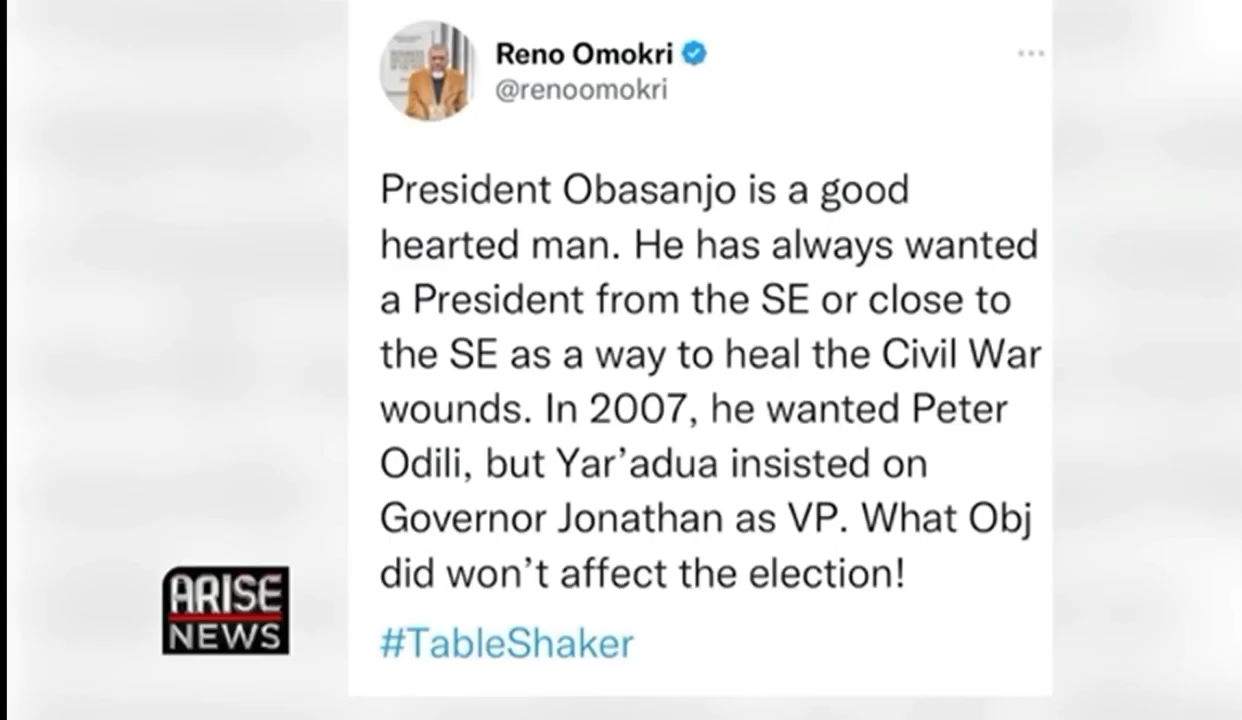 Reno Omokri
@renoomokri
President Obasanjo is a good
hearted man. He has always wanted
a President from the SE or close to
the SE as a way to heal the Civil War
wounds. In 2007, he wanted Peter
Odili, but Yar’adua insisted on
Governor Jonathan as VP. What Obj
did won’t affect the election!
#TableShaker
ARISE
NEWS